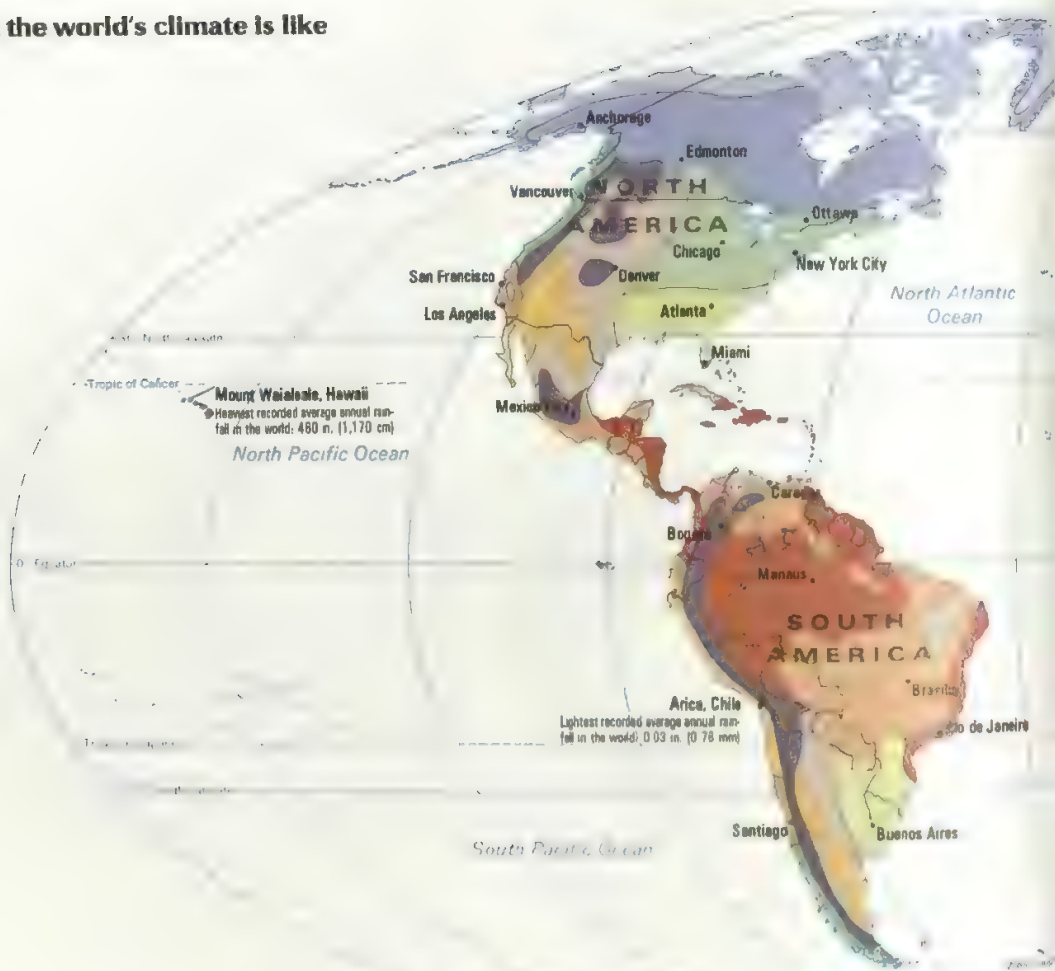 the world's climate is like
Anchorage
Edmonton
Vancouver
NORTH
AMERICA
Ottawa
Chicago
New York City
San Francisco
Denver
Los Angeles
Atlanta
North Atlantic
Ocean
Miami
Tropic of Cancer
Mount Waialeale, Hawaii
Heaviest recorded average annual rain-
fall in the world: 460 in. (1,170 cm)
North Pacific Ocean
Mexico
Caracas
Bogota
Equator
Manaus
SOUTH
AMERICA
Brasilia
Arica, Chile
Lightest recorded average annual rain-
fall in the world: 0.03 in. (0.76 mm)
Rio de Janeiro
Santiago
Buenos Aires
South Pacific Ocean